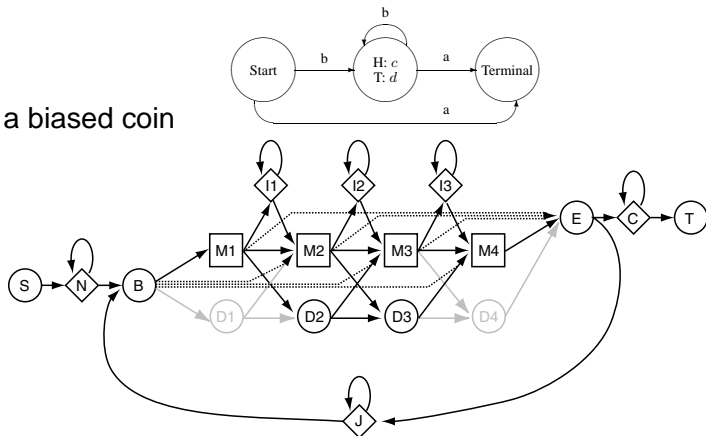 b
Start b H: c a Terminal
T: d
a
a biased coin
I1 I2 I3
E C T
M1 M2 M3 M4
S N B
D1 D2 D3 D4
J